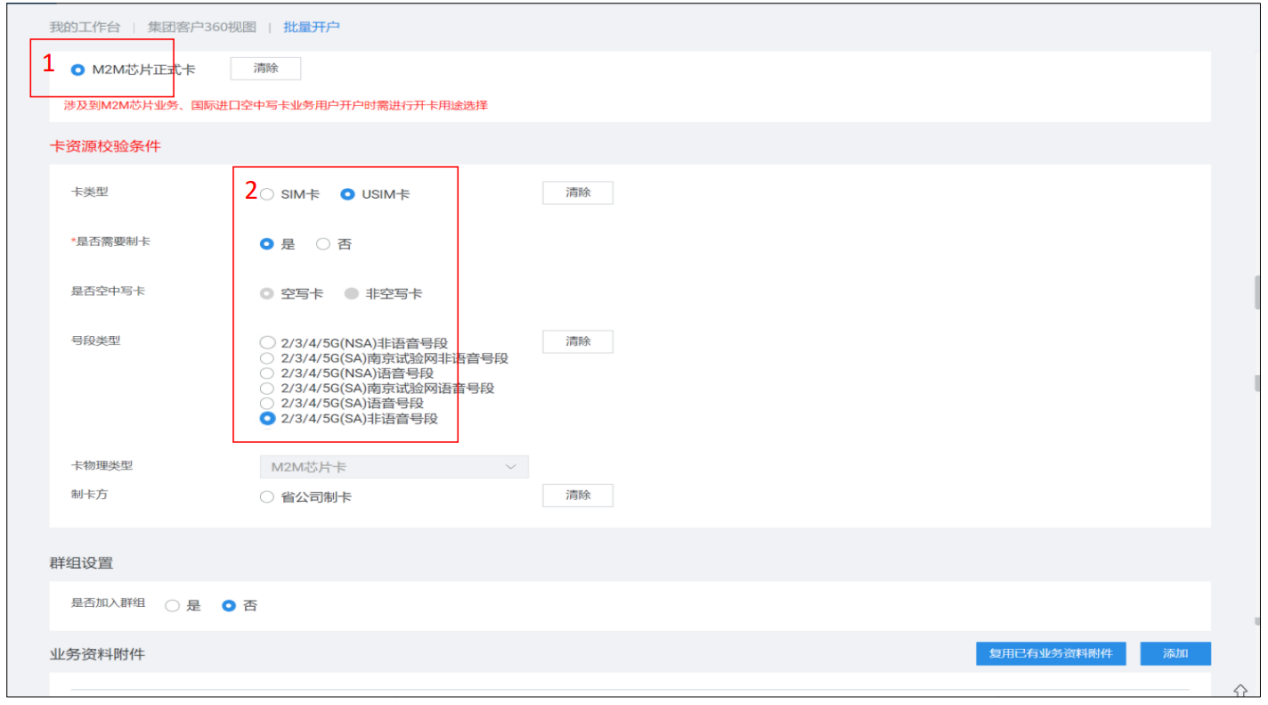 我的工作台 | 集团客户360视图 | 批量开户
1 M2M芯片正式卡 清除
涉及到M2M芯片业务、国际进口空中写卡业务用户开户时需进行开卡用途选择
卡资源校验条件
卡类型 2 SIM卡 USIM卡 清除
*是否需要制卡 是 否
是否空中写卡 空写卡 非空写卡
号段类型 2/3/4/5G(NSA)非语音号段 清除
2/3/4/5G(SA)南京试验网非语音号段
2/3/4/5G(NSA)语音号段
2/3/4/5G(SA)南京试验网语音号段
2/3/4/5G(SA)语音号段
2/3/4/5G(SA)非语音号段
卡物理类型 M2M芯片卡
制卡方 省公司制卡 清除
群组设置
是否加入群组 是 否
业务资料附件 复用已有业务资料附件 添加